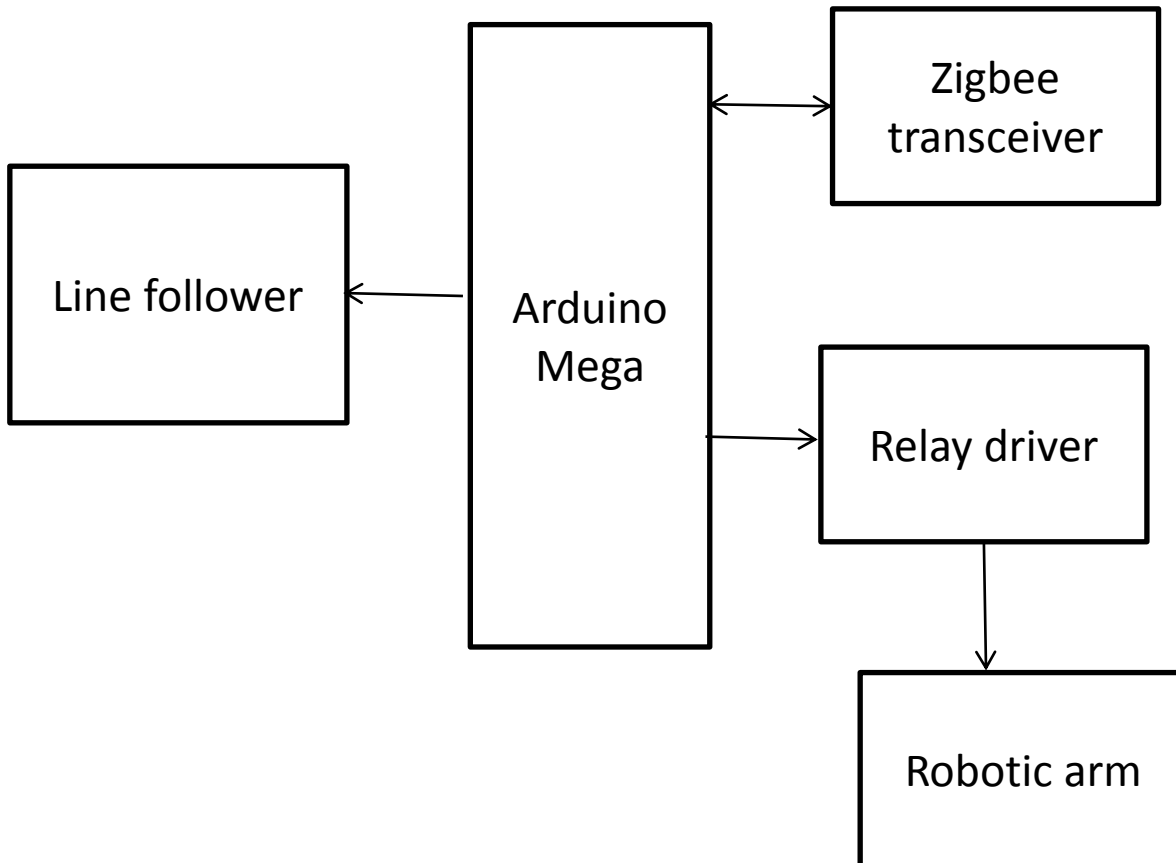 Zigbee
transceiver
Line follower
Arduino
Mega
Relay driver
Robotic arm